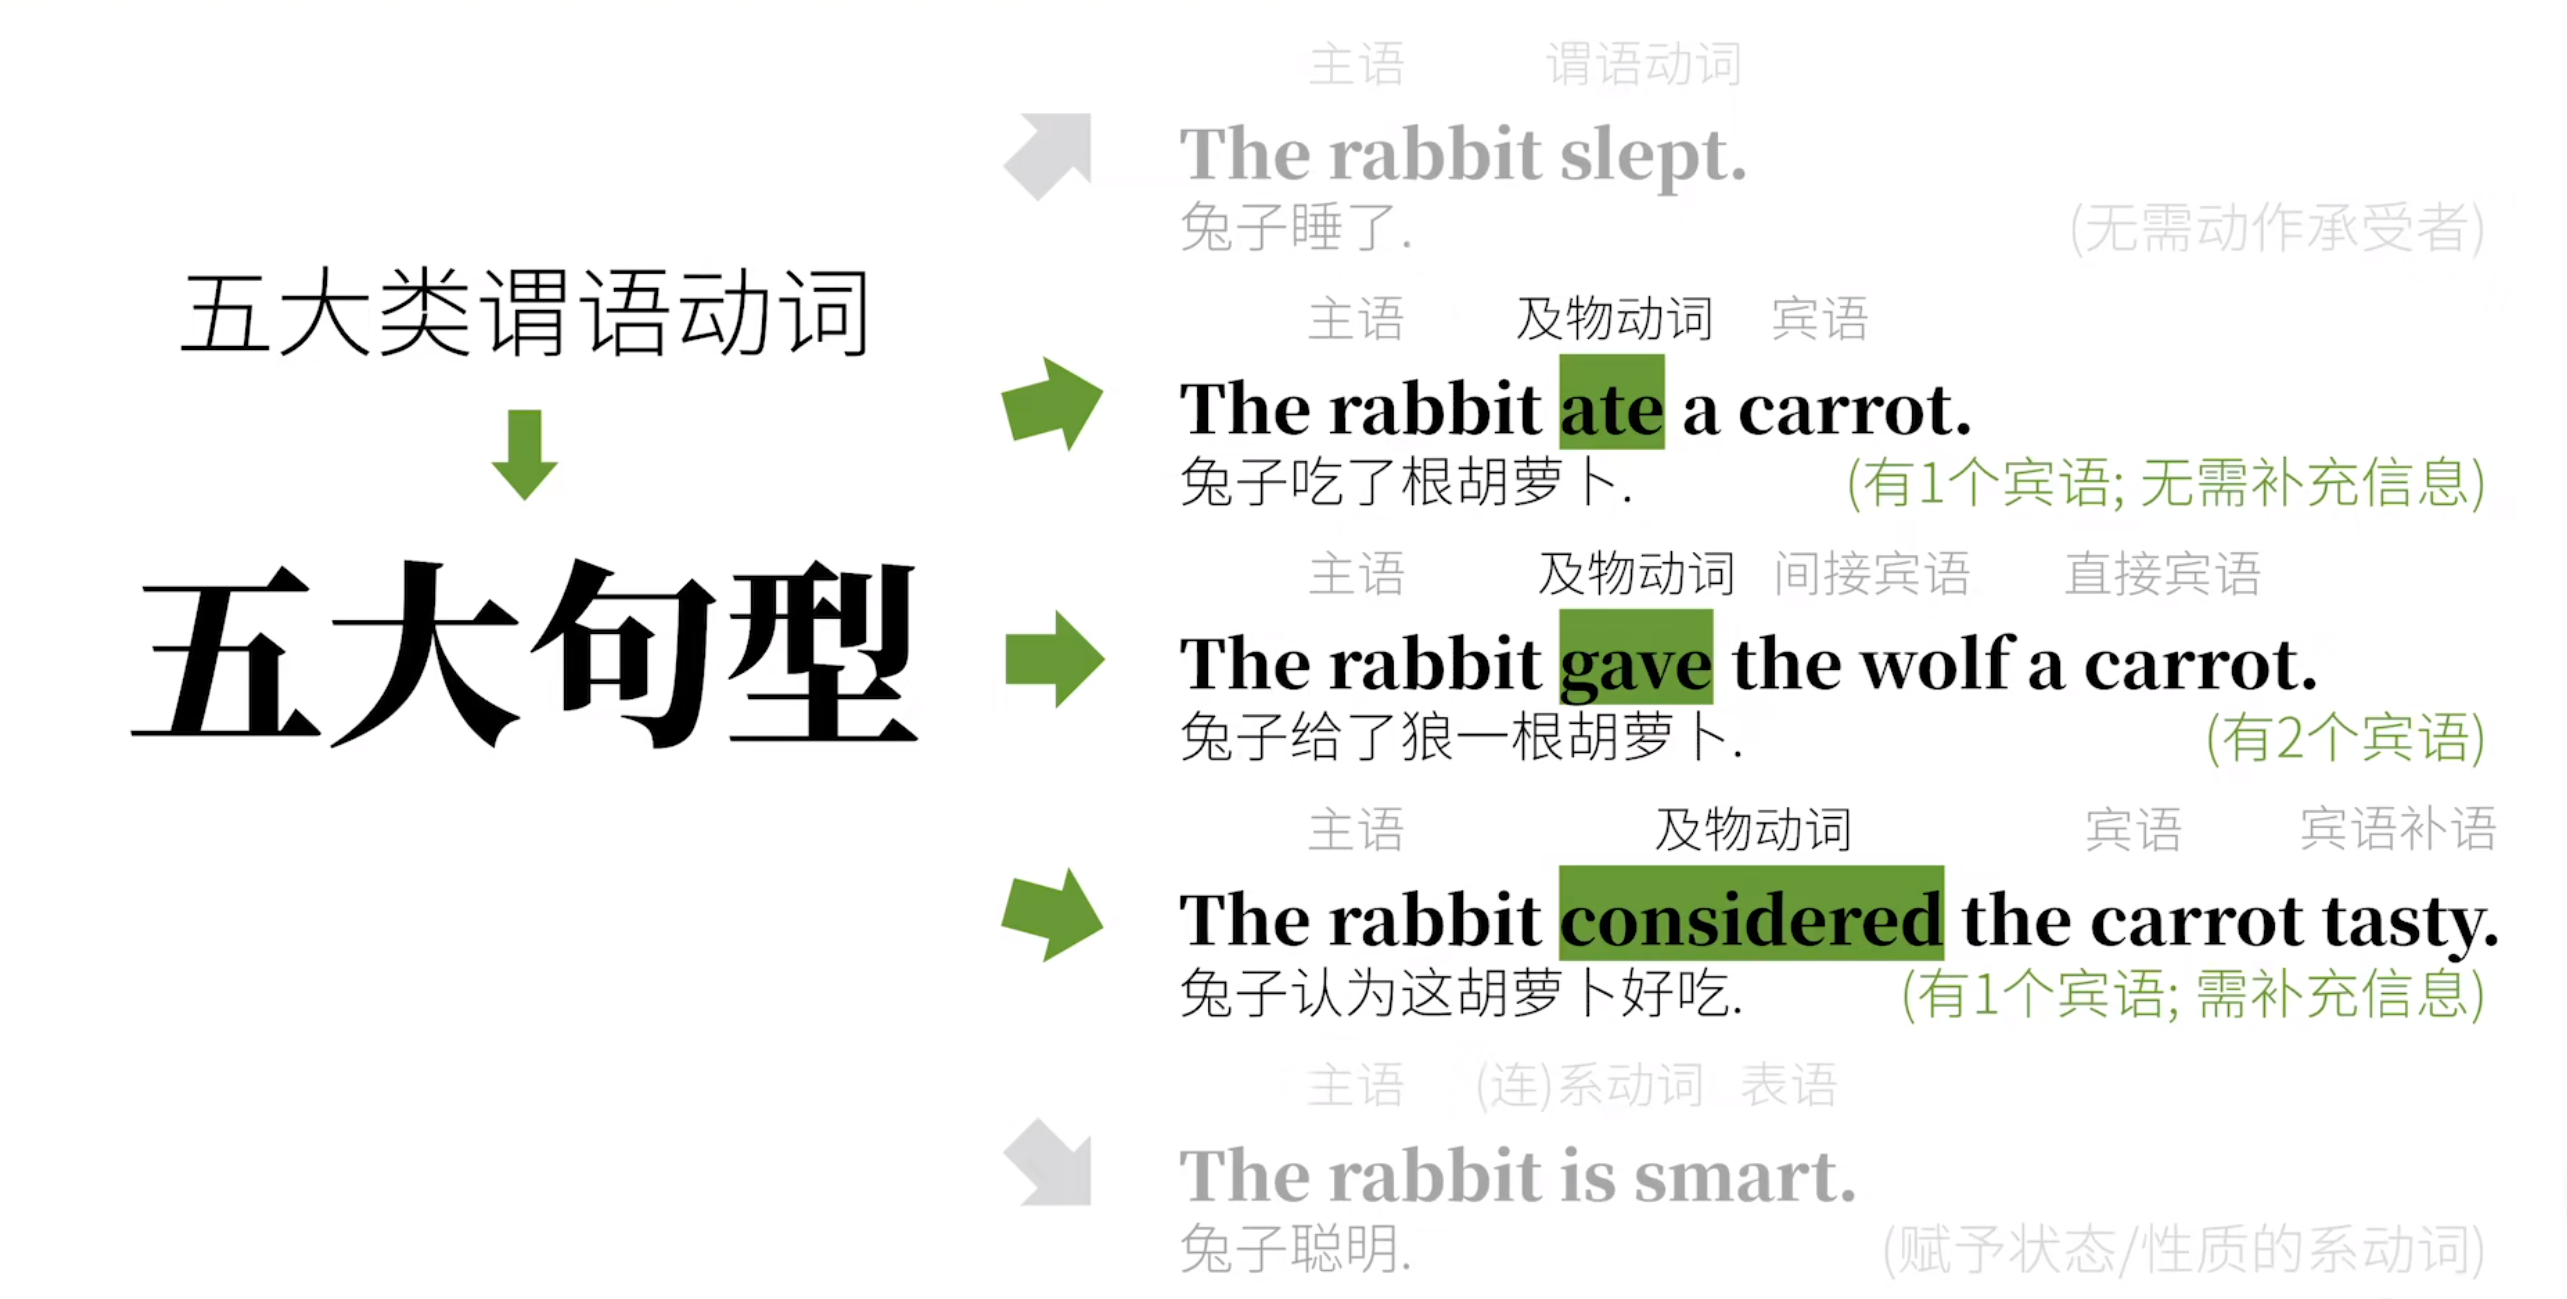 五大类谓语动词
五大句型
主语 谓语动词
The rabbit slept.
兔子睡了.
(无需动作承受者)
主语 及物动词 宾语
The rabbit ate a carrot.
兔子吃了根胡萝卜.
(有1个宾语; 无需补充信息)
主语 及物动词 间接宾语 直接宾语
The rabbit gave the wolf a carrot.
兔子给了狼一根胡萝卜.
(有2个宾语)
主语 及物动词 宾语 宾语补语
The rabbit considered the carrot tasty.
兔子认为这胡萝卜好吃.
(有1个宾语; 需补充信息)
主语 (连)系动词 表语
The rabbit is smart.
兔子聪明.
(赋予状态/性质的系动词)